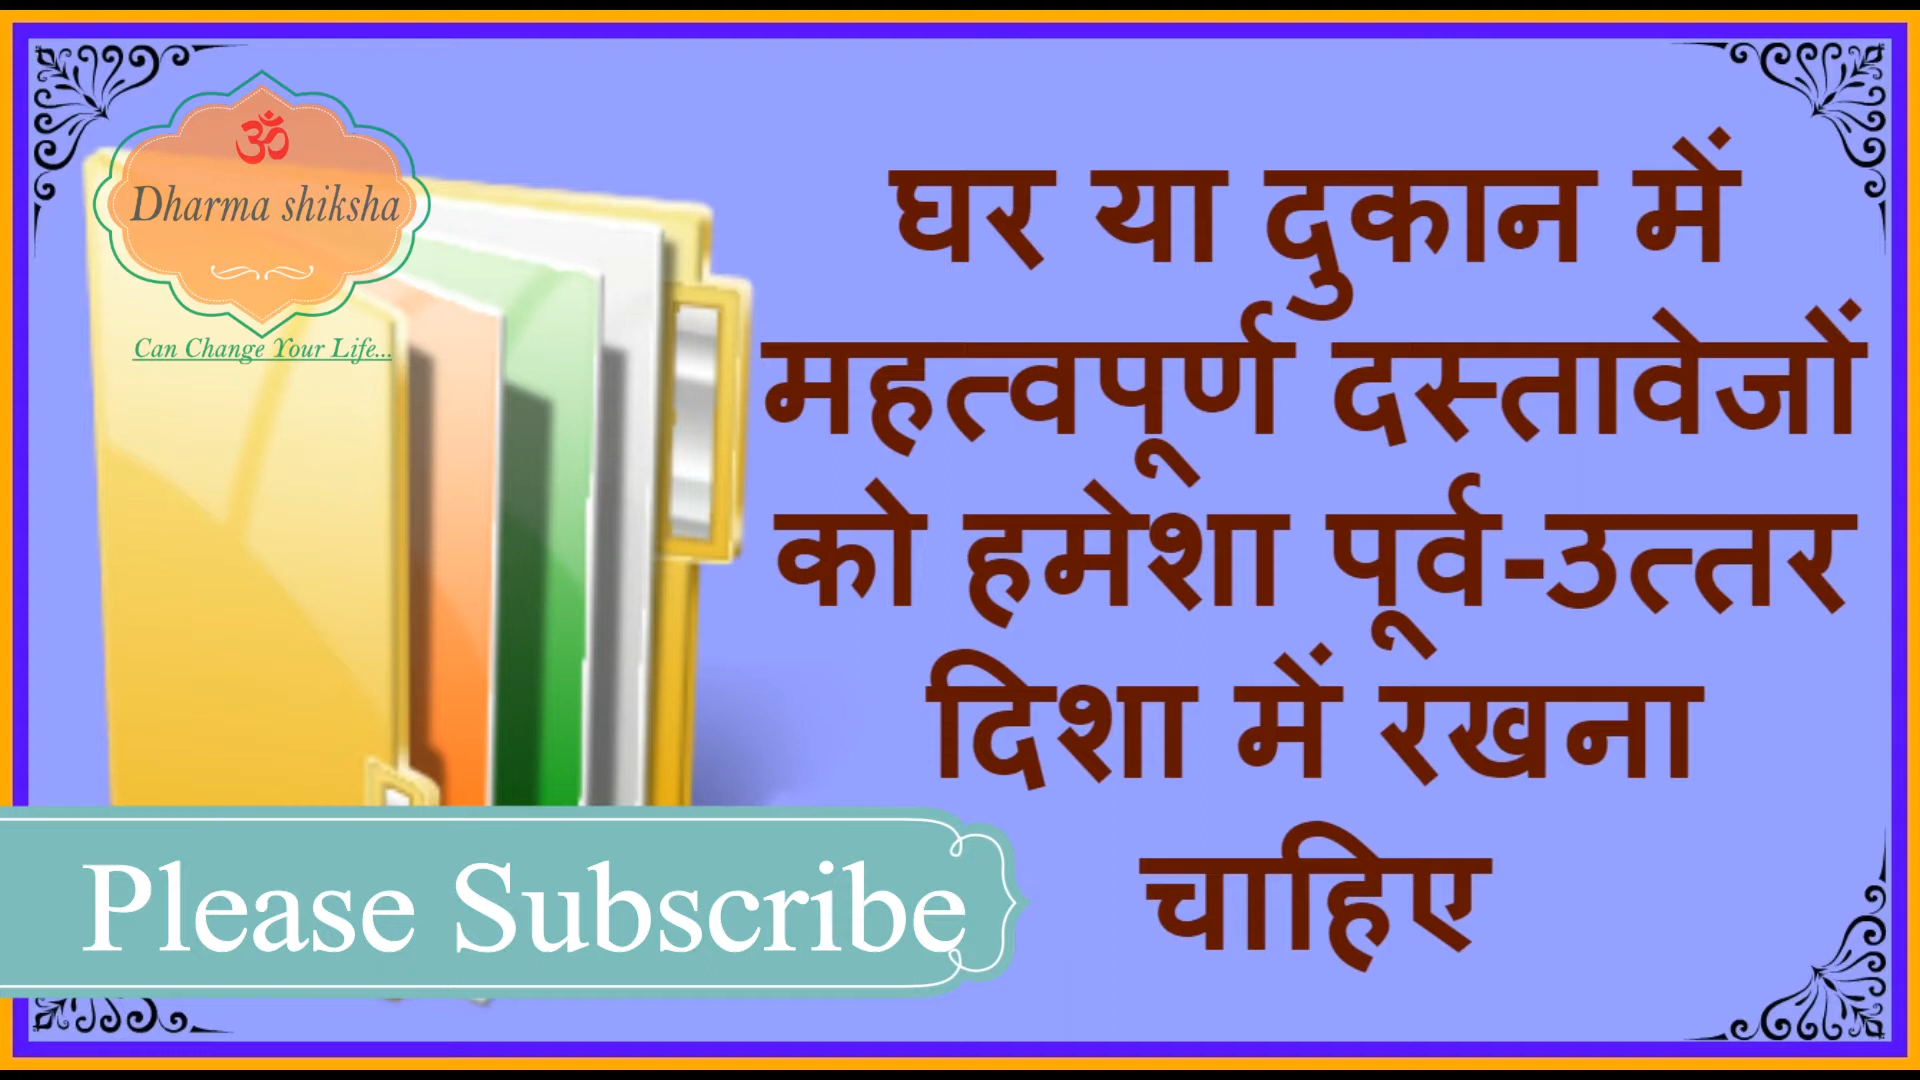 ॐ
Dharma shiksha
Can Change Your Life...
घर या दुकान में
महत्वपूर्ण दस्तावेजों
को हमेशा पूर्व-उत्तर
दिशा में रखना
चाहिए
Please Subscribe